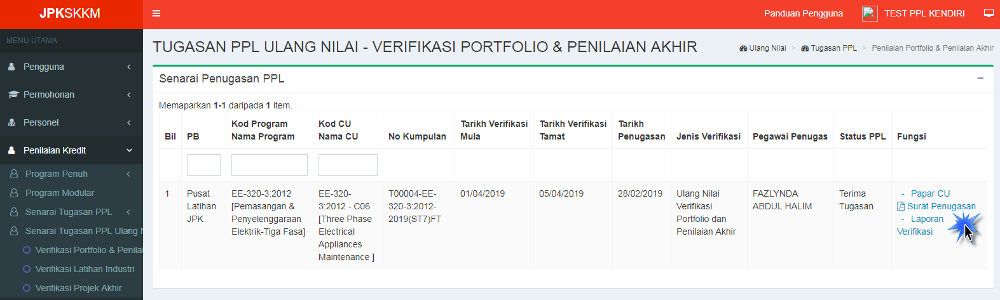 JPKSKKM
Panduan Pengguna
TEST PPL KENDIRI
MENU UTAMA
Pengguna
Permohonan
Personel
Penilaian Kredit
Program Penuh
Program Modular
Senarai Tugasan PPL
Senarai Tugasan PPL Ulang N
Verifikasi Portfolio & Penilai
Verifikasi Latihan Industri
Verifikasi Projek Akhir
TUGASAN PPL ULANG NILAI - VERIFIKASI PORTFOLIO & PENILAIAN AKHIR
Ulang Nilai > Tugasan PPL > Penilaian Portfolio & Penilaian Akhir
Senarai Penugasan PPL
Memaparkan 1-1 daripada 1 item.
Bil
PB
Kod Program
Nama Program
Kod CU
Nama CU
No Kumpulan
Tarikh Verifikasi
Mula
Tarikh Verifikasi
Tamat
Tarikh
Penugasan
Jenis Verifikasi
Pegawai Penugas
Status PPL
Fungsi
1
Pusat
Latihan
JPK
EE-320-3:2012
[Pemasangan &
Penyelenggaraan
Elektrik-Tiga Fasa]
EE-320-
3:2012 - C06
[Three Phase
Electrical
Appliances
Maintenance ]
T00004-EE-
320-3:2012-
2019(ST7)FT
01/04/2019
05/04/2019
28/02/2019
Ulang Nilai
Verifikasi
Portfolio dan
Penilaian Akhir
FAZLYNDA
ABDUL HALIM
Terima
Tugasan
- Papar CU
Surat Penugasan
- Laporan
Verifikasi